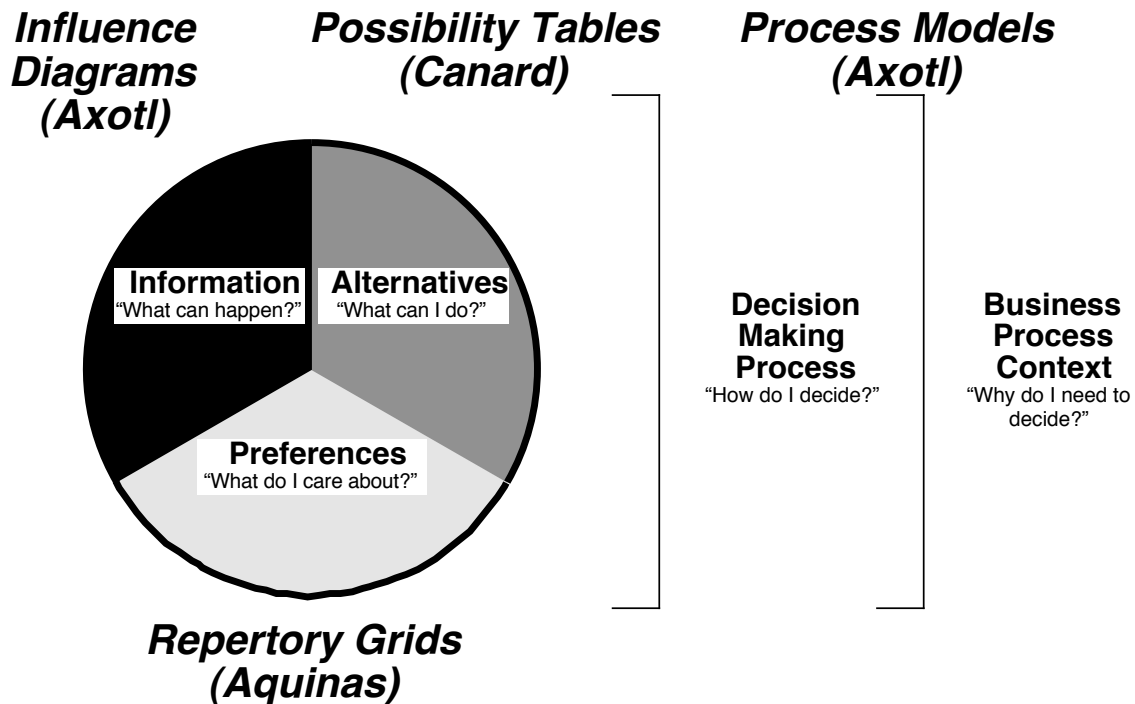 Influence
Diagrams
(Axotl)
Possibility Tables
(Canard)
Process Models
(Axotl)
Information
“What can happen?”
Alternatives
“What can I do?”
Preferences
“What do I care about?”
Decision
Making
Process
“How do I decide?”
Business
Process
Context
“Why do I need to
decide?”
Repertory Grids
(Aquinas)